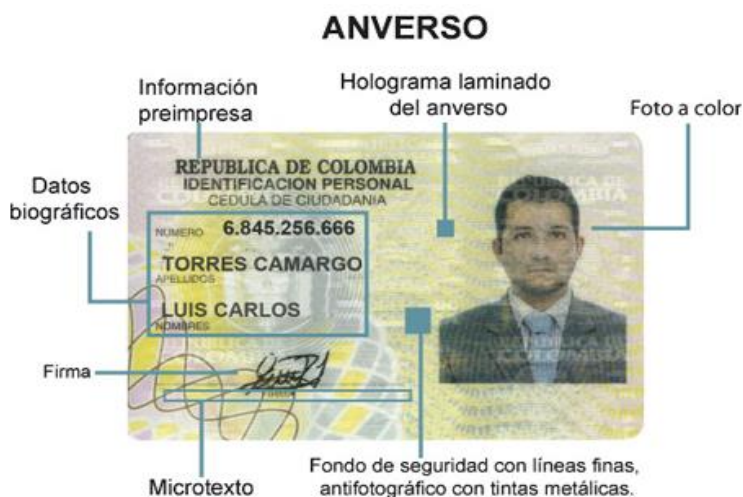 ANVERSO
Información
preimpresa
Holograma laminado
del anverso
Foto a color
Datos
biográficos
REPUBLICA DE COLOMBIA
IDENTIFICACION PERSONAL
CEDULA DE CIUDADANIA
NUMERO 6.845.256.666
TORRES CAMARGO
APELLIDOS
LUIS CARLOS
NOMBRES
Firma
FIRMA
Microtexto
Fondo de seguridad con líneas finas,
antifotográfico con tintas metálicas.